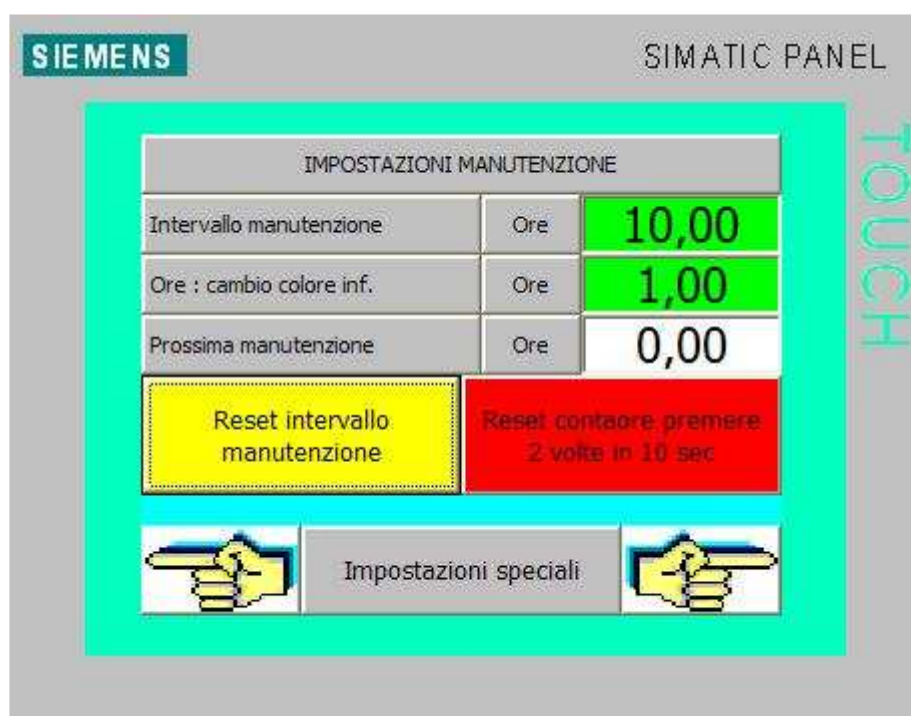 SIEMENS
SIMATIC PANEL
TOUCH
IMPOSTAZIONI MANUTENZIONE
Intervallo manutenzione Ore 10,00
Ore : cambio colore inf. Ore 1,00
Prossima manutenzione Ore 0,00
Reset intervallo
manutenzione
Reset contaore premere
2 volte in 10 sec
Impostazioni speciali